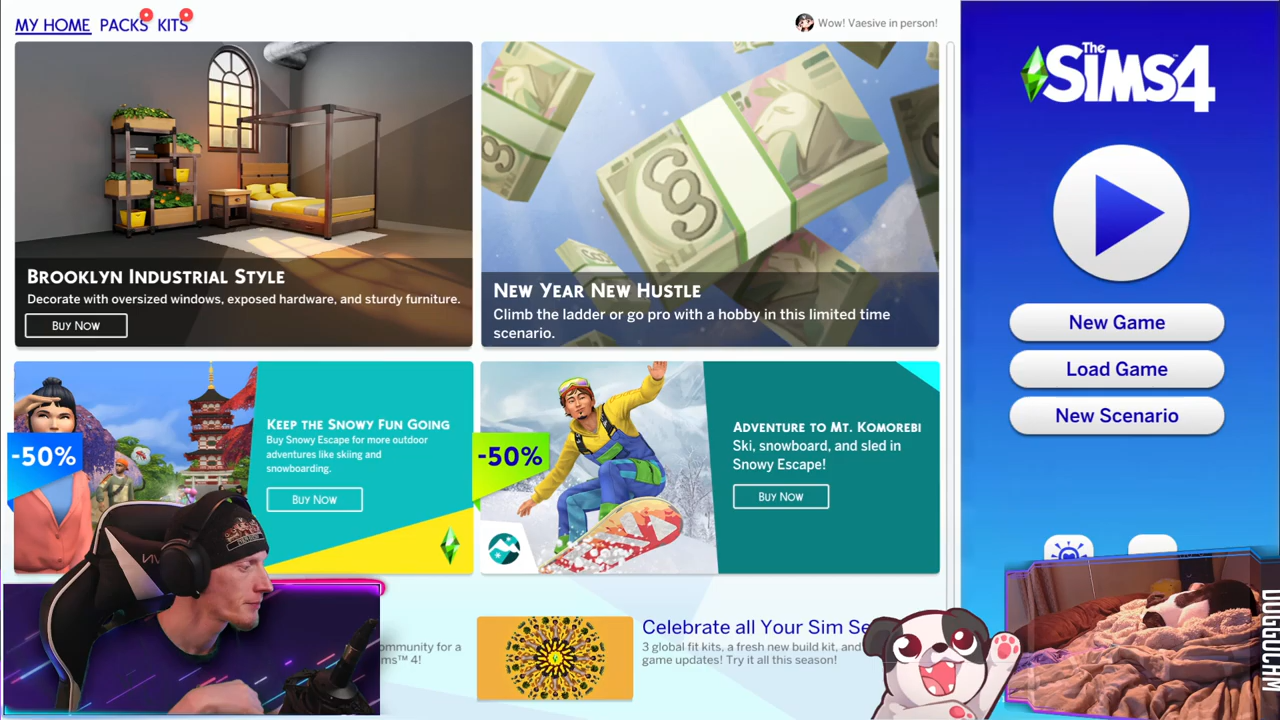 MY HOME PACKS KITS
Wow! Vaesive in person!
The
SIMS4
BROOKLYN INDUSTRIAL STYLE
Decorate with oversized windows, exposed hardware, and sturdy furniture.
BUY NOW
NEW YEAR NEW HUSTLE
Climb the ladder or go pro with a hobby in this limited time
scenario.
New Game
Load Game
New Scenario
-50%
KEEP THE SNOWY FUN GOING
Buy Snowy Escape for more outdoor
adventures like skiing and
snowboarding.
BUY NOW
-50%
ADVENTURE TO MT. KOMOREBI
Ski, snowboard, and sled in
Snowy Escape!
BUY NOW
ommunity for a
ms™ 4!
Celebrate all Your Sim Se
3 global fit kits, a fresh new build kit, and
game updates! Try it all this season!
DOGGOCAM